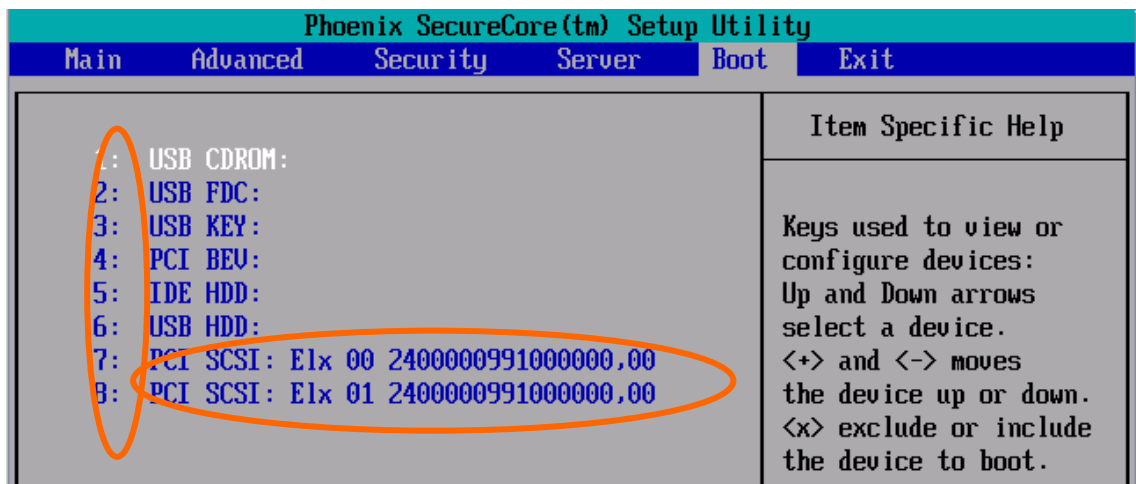 Phoenix SecureCore(tm) Setup Utility
Main Advanced Security Server Boot Exit
1: USB CDROM:
2: USB FDC:
3: USB KEY:
4: PCI BEV:
5: IDE HDD:
6: USB HDD:
7: PCI SCSI: Elx 00 2400000991000000,00
8: PCI SCSI: Elx 01 2400000991000000,00
Item Specific Help
Keys used to view or
configure devices:
Up and Down arrows
select a device.
<+> and <-> moves
the device up or down.
<x> exclude or include
the device to boot.